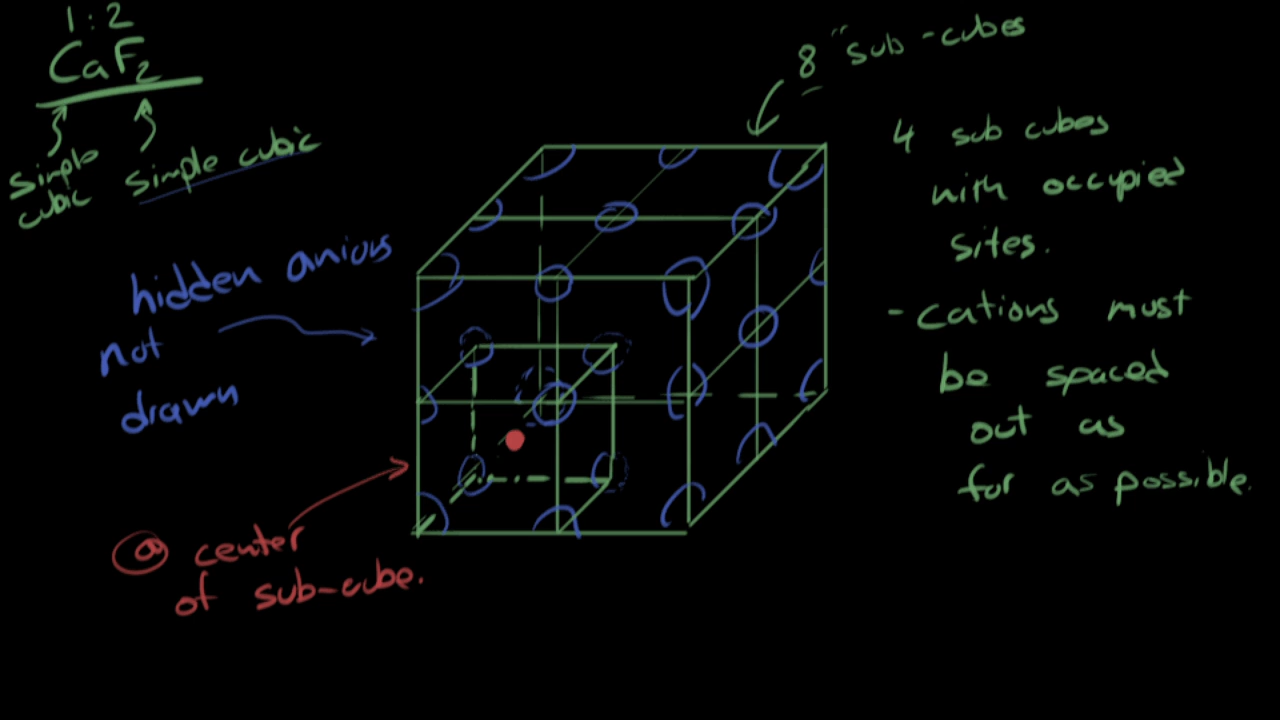 1:2
CaF₂
simple
cubic
simple cubic
8 "sub-cubes
hidden anions
not
drawn
4 sub cubes
with occupied
sites.
- Cations must
be spaced
out as
far as possible.
@ center
of sub-cube.